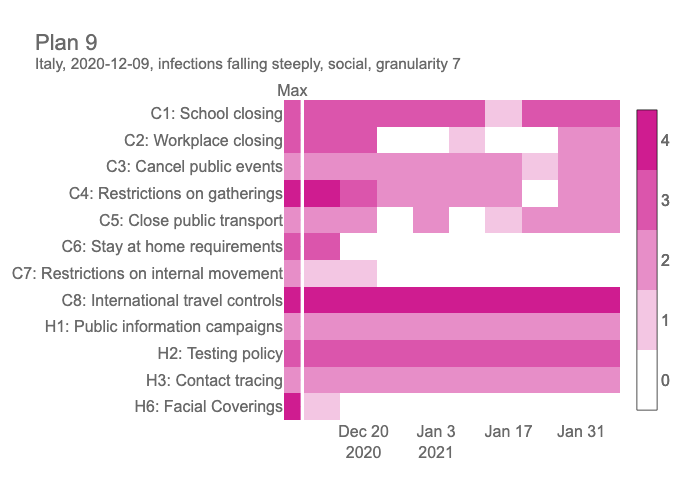 Plan 9
Italy, 2020-12-09, infections falling steeply, social, granularity 7
Max
C1: School closing
C2: Workplace closing
C3: Cancel public events
C4: Restrictions on gatherings
C5: Close public transport
C6: Stay at home requirements
C7: Restrictions on internal movement
C8: International travel controls
H1: Public information campaigns
H2: Testing policy
H3: Contact tracing
H6: Facial Coverings
Dec 20 Jan 3 Jan 17 Jan 31
2020 2021
4
3
2
1
0